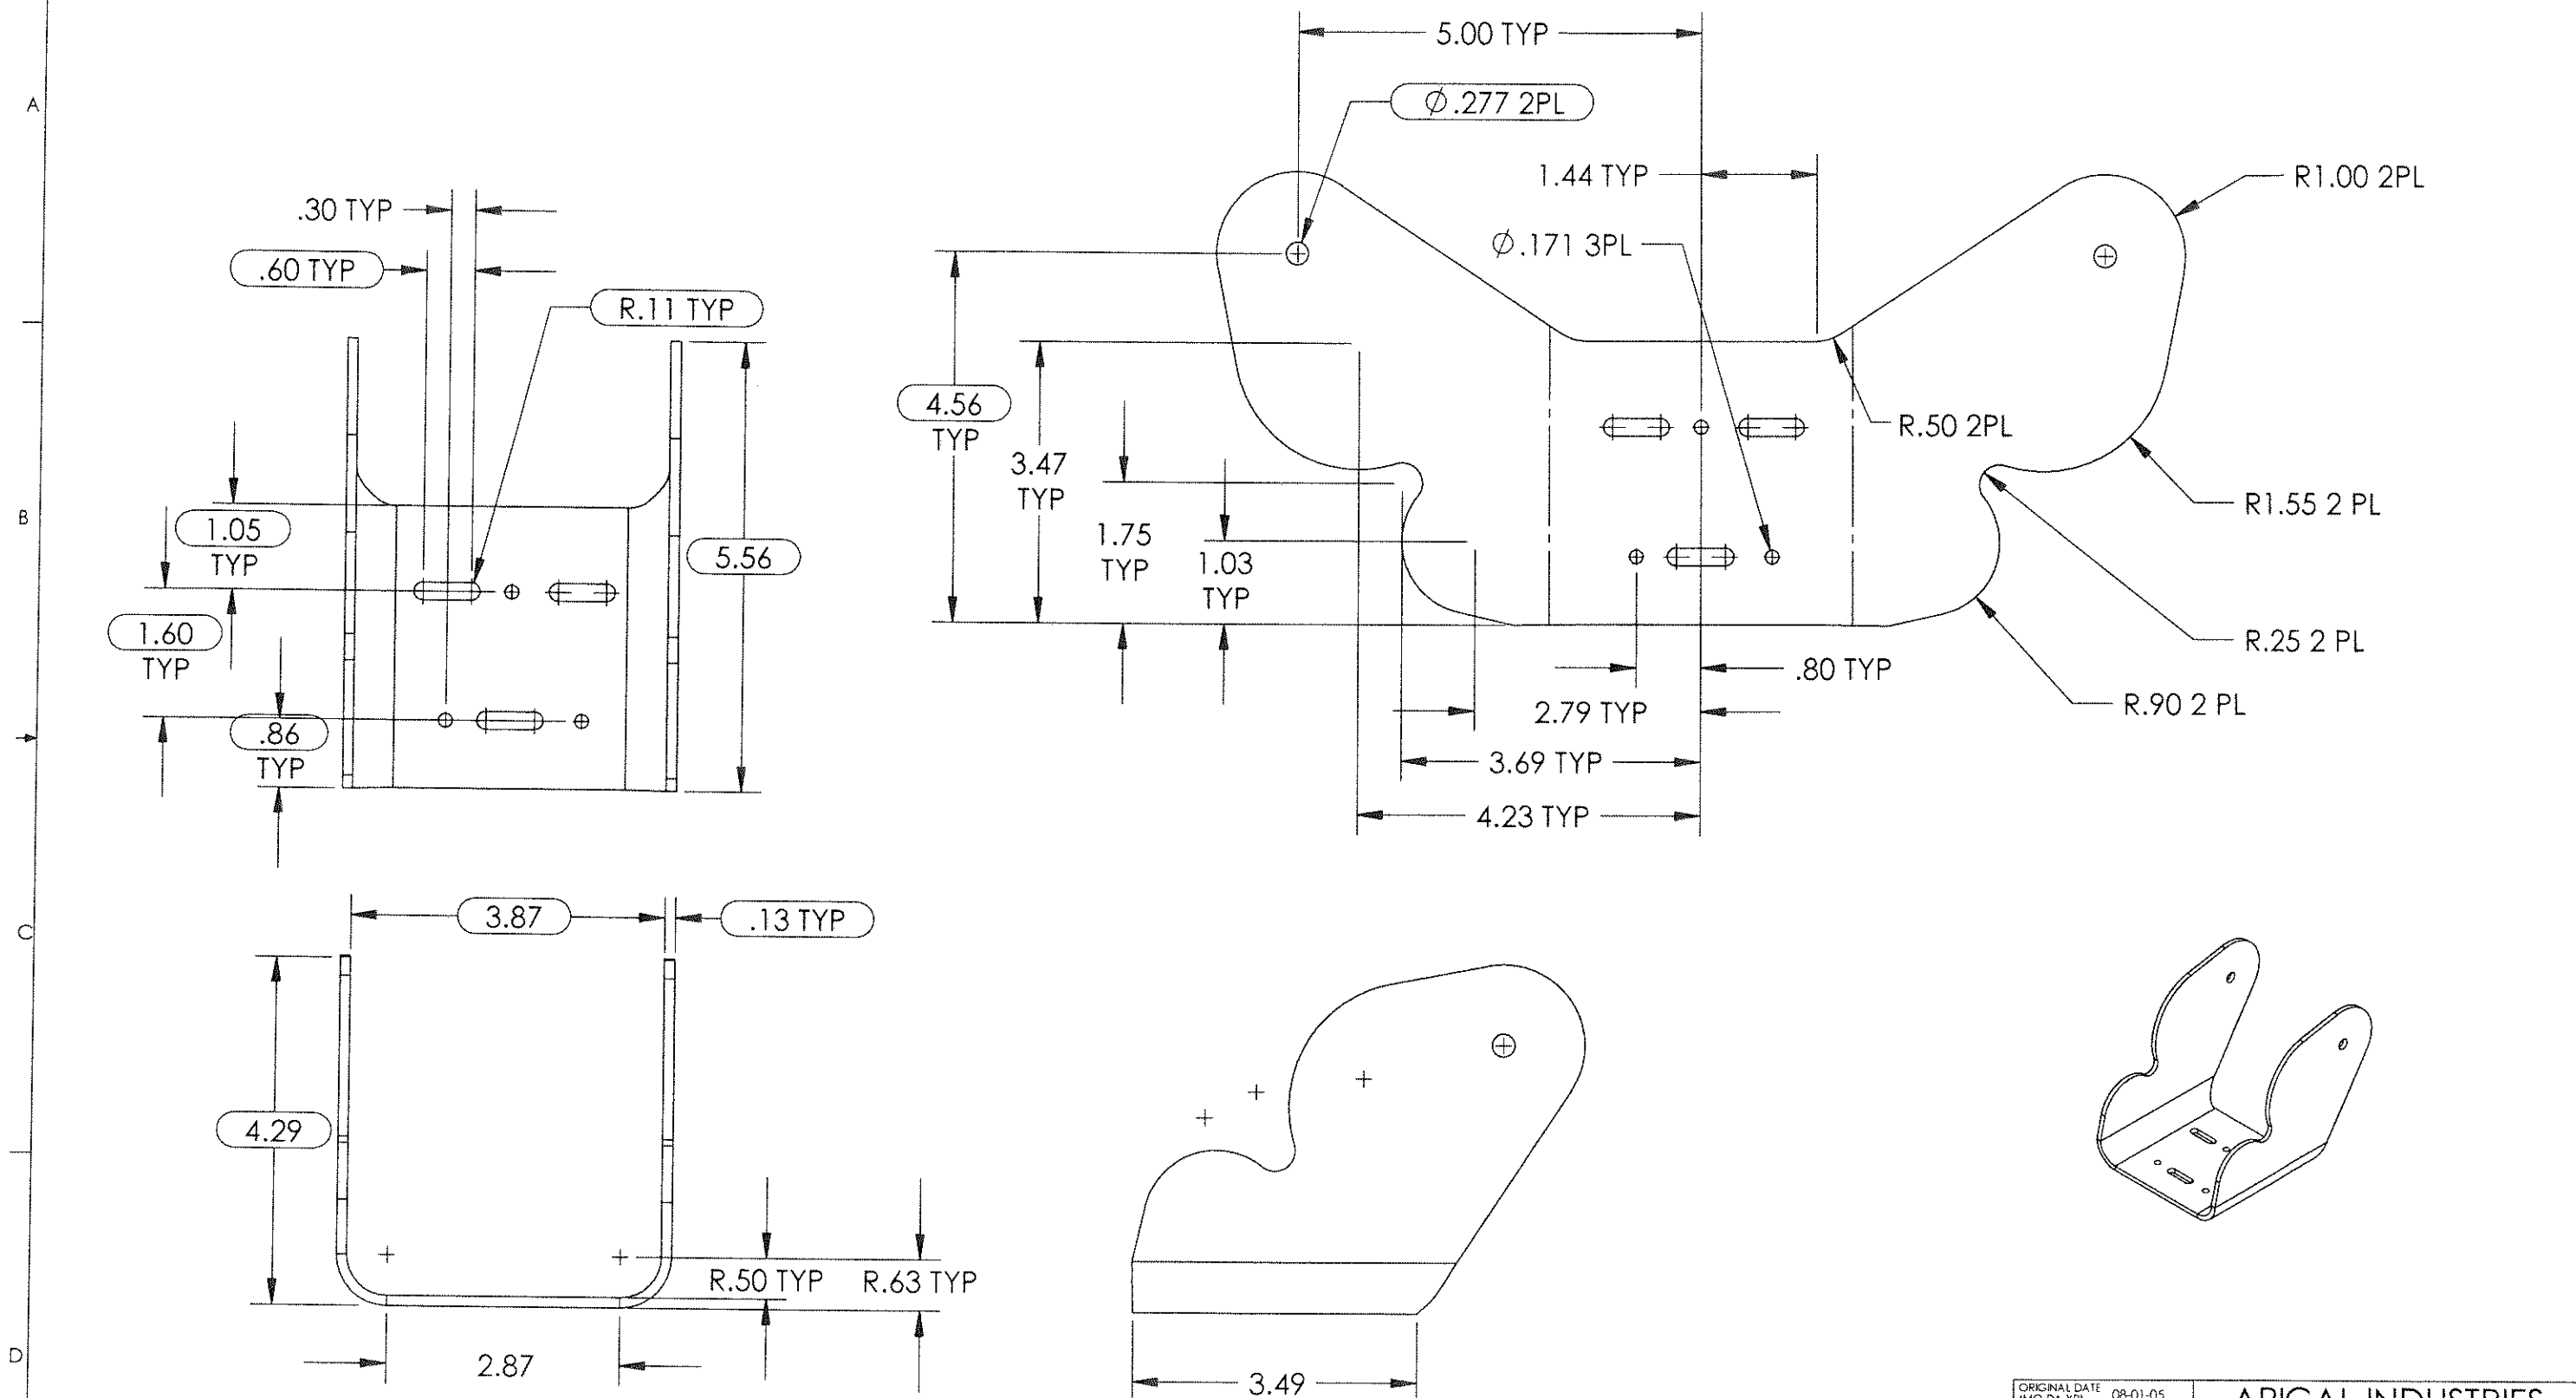 A
B
C
D
5.00 TYP
Ø.277 2PL
1.44 TYP
R1.00 2PL
Ø.171 3PL
.30 TYP
.60 TYP
R.11 TYP
4.56
TYP
3.47
TYP
R.50 2PL
1.05
TYP
5.56
1.75
TYP
1.03
TYP
R1.55 2 PL
1.60
TYP
R.25 2 PL
.86
TYP
.80 TYP
2.79 TYP
R.90 2 PL
3.69 TYP
4.23 TYP
3.87
.13 TYP
4.29
R.50 TYP
R.63 TYP
2.87
3.49
ORIGINAL DATE
08-01-05
INDUSTRIES